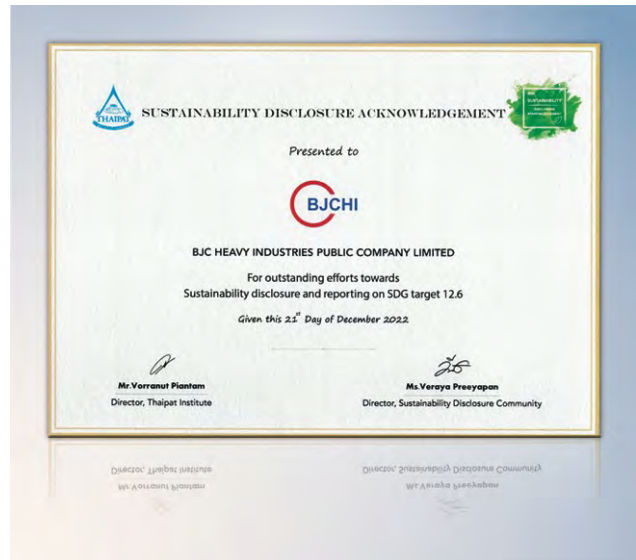 THAIPAT
SUSTAINABILITY DISCLOSURE ACKNOWLEDGEMENT
SUSTAINABILITY
Presented to
BJCHI
BJC HEAVY INDUSTRIES PUBLIC COMPANY LIMITED
For outstanding efforts towards
Sustainability disclosure and reporting on SDG target 12.6
Given this 21st Day of December 2022
Mr.Vorranut Piantam
Ms.Veraya Preeyapan
Director, Thaipat Institute
Director, Sustainability Disclosure Community